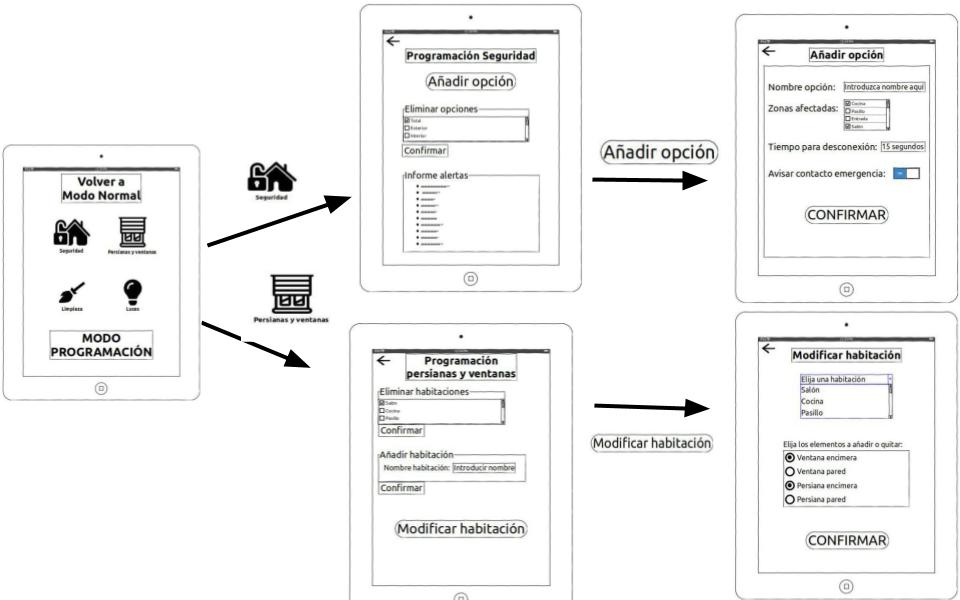 Volver a
Modo Normal
Seguridad
Persianas y ventanas
Limpieza
Luces
MODO
PROGRAMACIÓN
Seguridad
Persianas y ventanas
Programación Seguridad
Añadir opción
Eliminar opciones
Total
Exterior
Interior
Confirmar
Informe alertas
Añadir opción
Añadir opción
Nombre opción: Introduzca nombre aquí
Zonas afectadas:
Cocina
Pasillo
Entrada
Salón
Tiempo para desconexión: 15 segundos
Avisar contacto emergencia:
CONFIRMAR
Programación
persianas y ventanas
Eliminar habitaciones
Salón
Cocina
Pasillo
Confirmar
Añadir habitación
Nombre habitación: Introducir nombre
Confirmar
Modificar habitación
Modificar habitación
Modificar habitación
Elija una habitación
Salón
Cocina
Pasillo
Elija los elementos a añadir o quitar:
Ventana encimera
Ventana pared
Persiana encimera
Persiana pared
CONFIRMAR